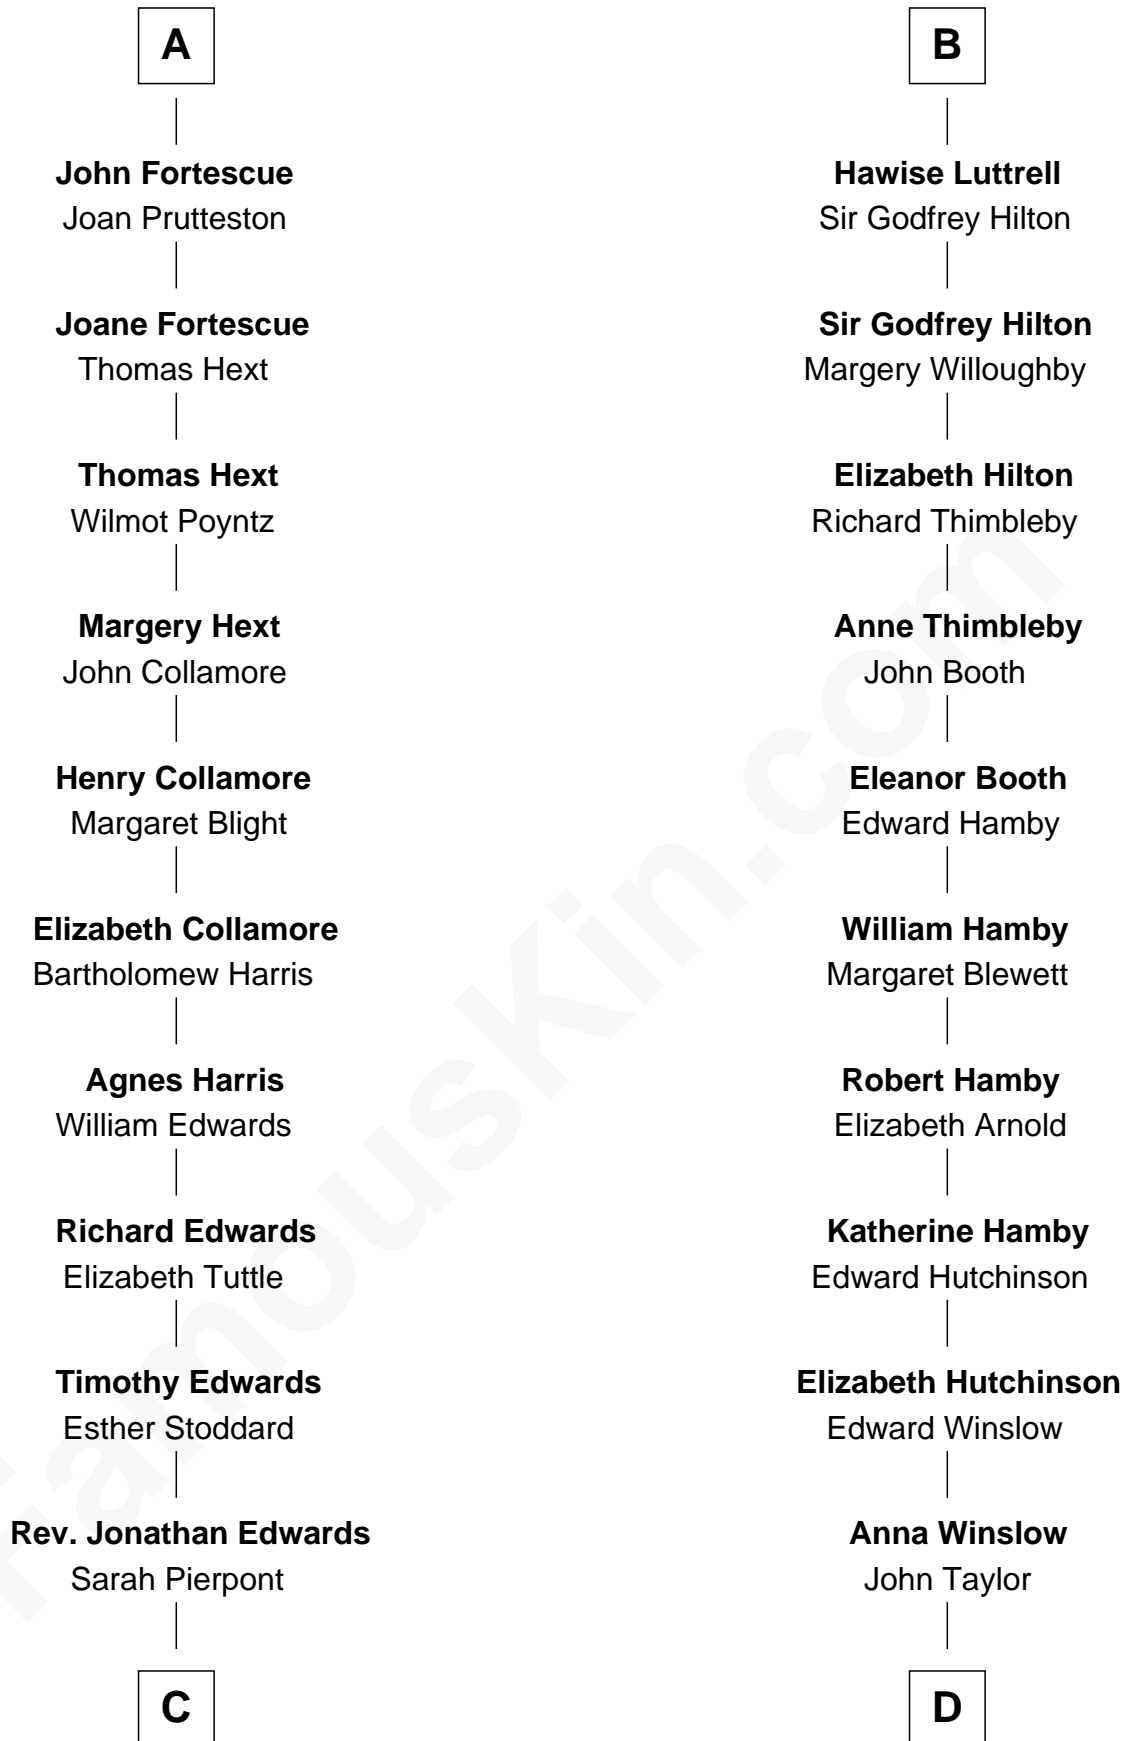 A
John Fortescue
Joan Prutteston
Joane Fortescue
Thomas Hext
Thomas Hext
Wilmot Poyntz
Margery Hext
John Collamore
Henry Collamore
Margaret Blight
Elizabeth Collamore
Bartholomew Harris
Agnes Harris
William Edwards
Richard Edwards
Elizabeth Tuttle
Timothy Edwards
Esther Stoddard
Rev. Jonathan Edwards
Sarah Pierpont
C
B
Hawise Luttrell
Sir Godfrey Hilton
Sir Godfrey Hilton
Margery Willoughby
Elizabeth Hilton
Richard Thimbleby
Anne Thimbleby
John Booth
Eleanor Booth
Edward Hamby
William Hamby
Margaret Blewett
Robert Hamby
Elizabeth Arnold
Katherine Hamby
Edward Hutchinson
Elizabeth Hutchinson
Edward Winslow
Anna Winslow
John Taylor
D
FamousKin.com